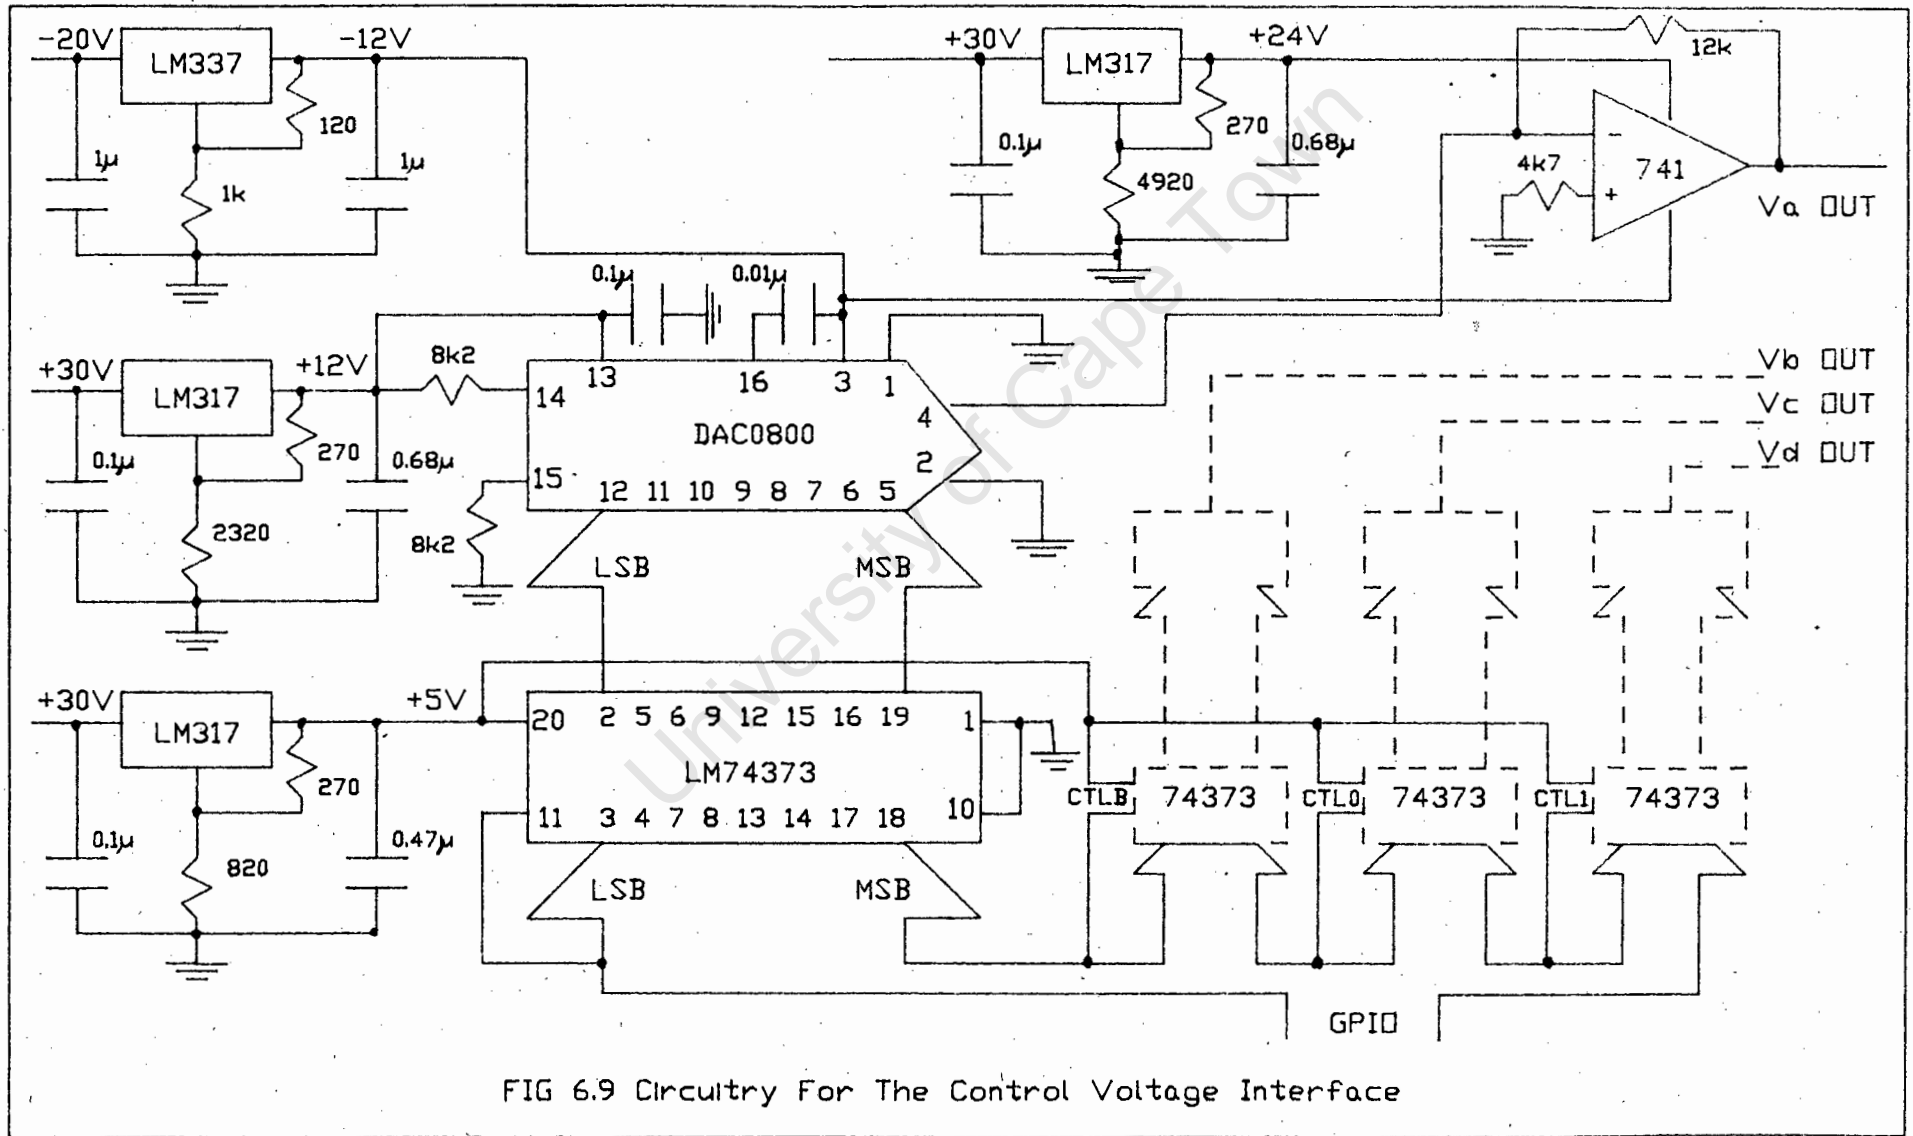 -20V
LM337
-12V
120
1µ
1k
1µ
+30V
LM317
+24V
270
0.1µ
4920
0.68µ
12k
4k7
-
741
+
Va OUT
0.1µ
0.01µ
+30V
LM317
+12V
8k2
270
0.1µ
0.68µ
2320
8k2
13 16 3 1
14
DAC0800
4
15
2
12 11 10 9 8 7 6 5
LSB MSB
Vb OUT
Vc OUT
Vd OUT
+30V
LM317
+5V
270
0.1µ
0.47µ
820
20 2 5 6 9 12 15 16 19 1
LM74373
11 3 4 7 8 13 14 17 18 10
LSB MSB
CTLB 74373
CTL0 74373
CTL1 74373
GPIO
University of Cape Town
FIG 6.9 Circuitry For The Control Voltage Interface